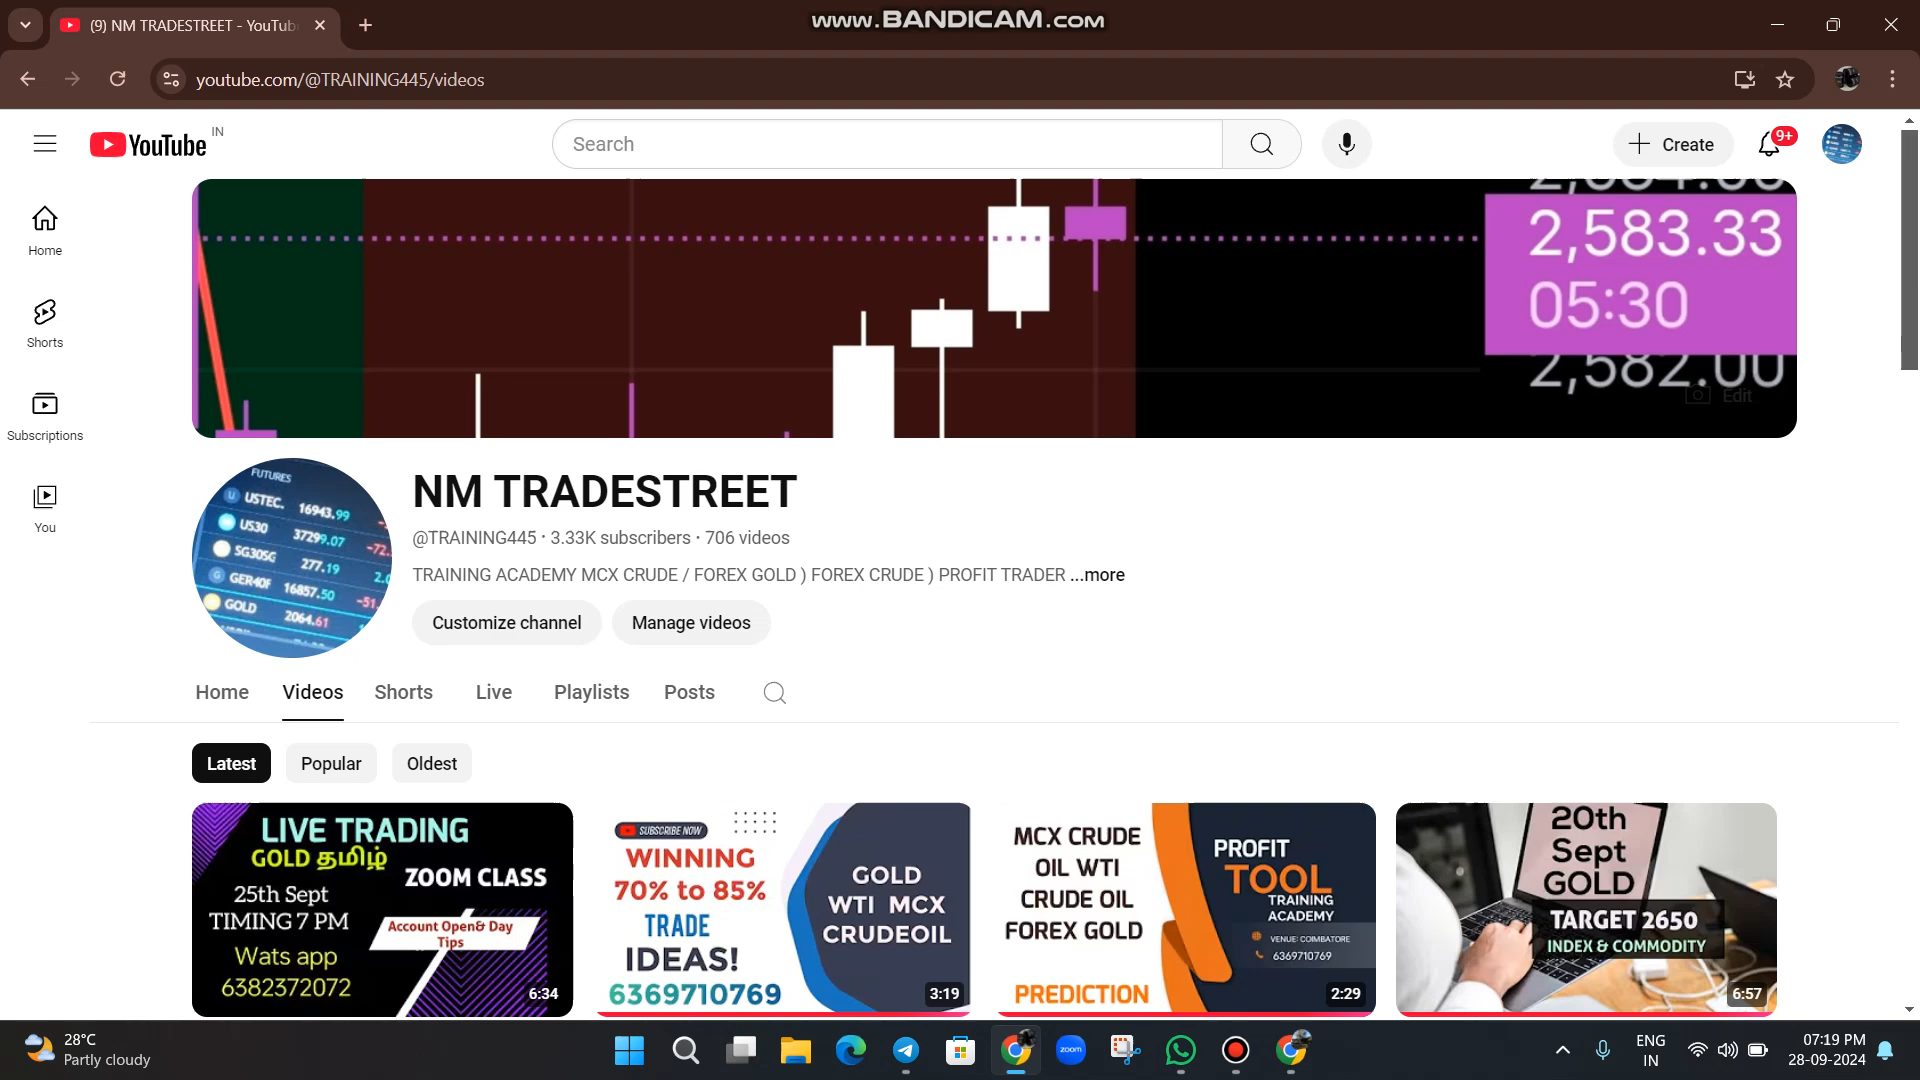 www.BANDICAM.com
(9) NM TRADESTREET - YouTub
youtube.com/@TRAINING445/videos
YouTube IN
Search
Create
9+
Home
Shorts
Subscriptions
You
2,583.33
05:30
2,582.00
Edit
FUTURES
USTEC. 16943.99
US30 37299.07 -72.
SG30SG 277.19 2.0
GER40F 16857.50 -51.
GOLD 2064.61
NM TRADESTREET
@TRAINING445 · 3.33K subscribers · 706 videos
TRAINING ACADEMY MCX CRUDE / FOREX GOLD ) FOREX CRUDE ) PROFIT TRADER ...more
Customize channel
Manage videos
Home
Videos
Shorts
Live
Playlists
Posts
Latest
Popular
Oldest
LIVE TRADING
GOLD தமிழ்
ZOOM CLASS
25th Sept
TIMING 7 PM
Account Open& Day
Tips
Wats app
6382372072
6:34
SUBSCRIBE NOW
WINNING
70% to 85%
TRADE
IDEAS!
6369710769
GOLD
WTI MCX
CRUDEOIL
3:19
MCX CRUDE
OIL WTI
CRUDE OIL
FOREX GOLD
PREDICTION
PROFIT
TOOL
TRAINING
ACADEMY
VENUE: COIMBATORE
6369710769
2:29
20th
Sept
GOLD
TARGET 2650
INDEX & COMMODITY
6:57
28°C
Partly cloudy
zoom
ENG
IN
07:19 PM
28-09-2024